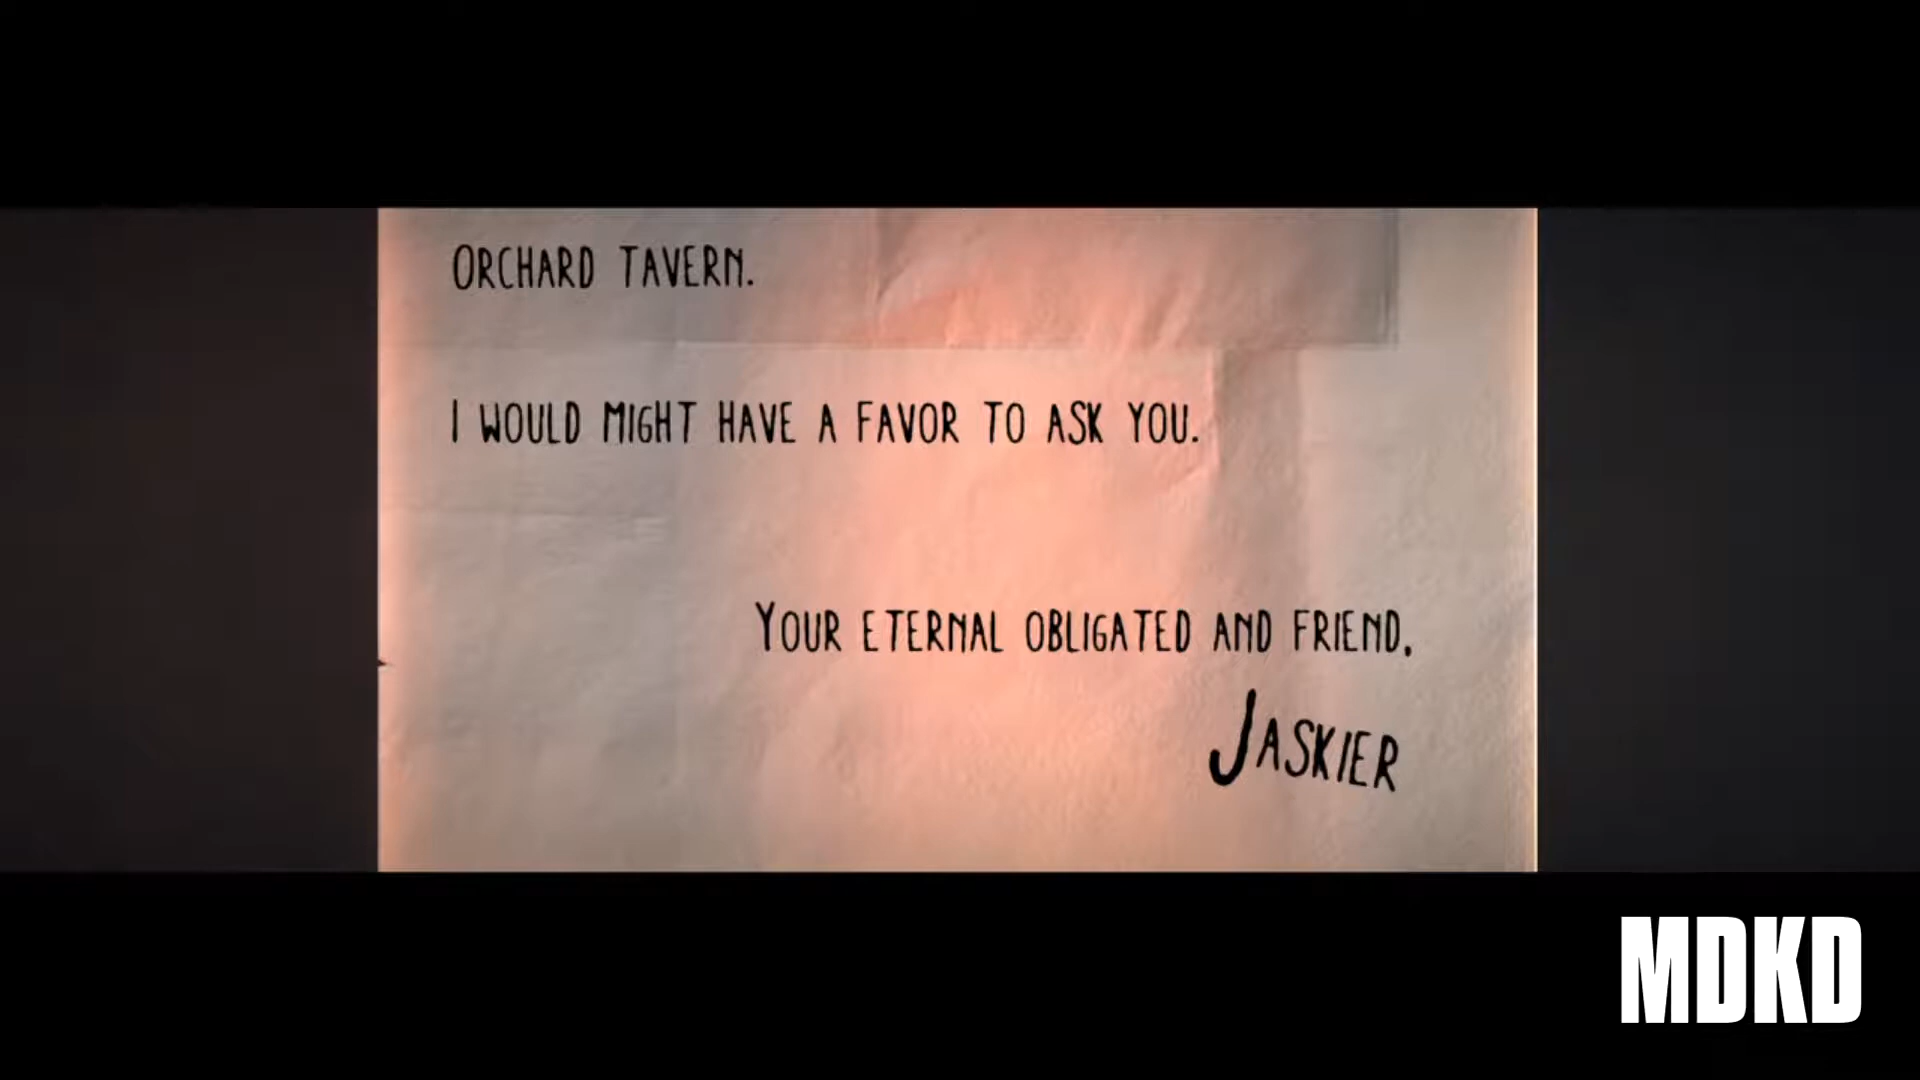 Orchard tavern.
I would might have a favor to ask you.
Your eternal obligated and friend,
Jaskier
MDKD